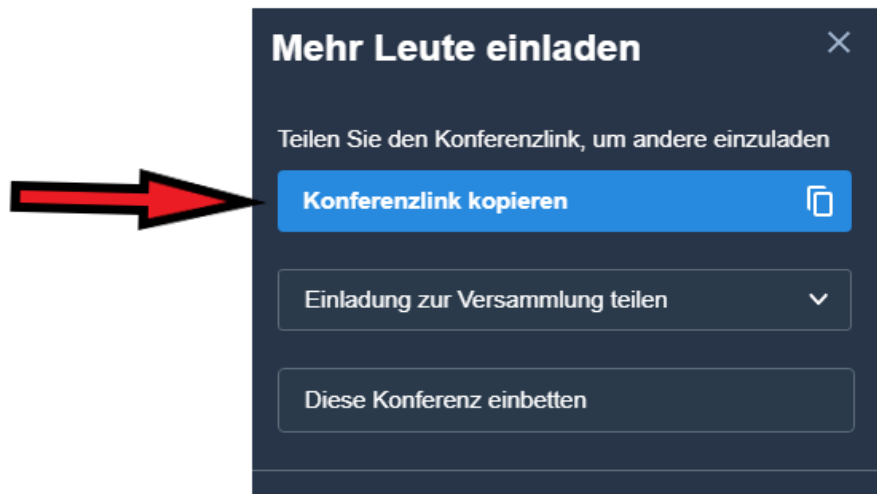 Mehr Leute einladen
Teilen Sie den Konferenzlink, um andere einzuladen
Konferenzlink kopieren
Einladung zur Versammlung teilen
Diese Konferenz einbetten